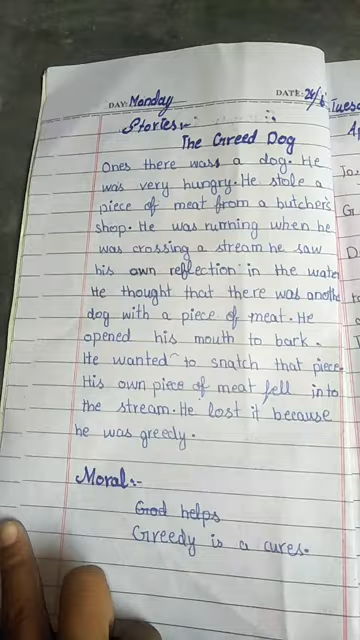 DAY: Monday
DATE: 24/6
Stories:-
The Greed Dog
Ones there wass a dog. He
was very hungry. He stole a
piece of meat from a butcher's
shop. He was running when he
was crossing a stream he saw
his own reflection in the water
He thought that there was another
dog with a piece of meat. He
opened his mouth to bark.
He wanted to snatch that piece.
His own piece of meat fell into
the stream. He lost it because
he was greedy.
Moral:-
God helps
Greedy is a cures.
Tuesd